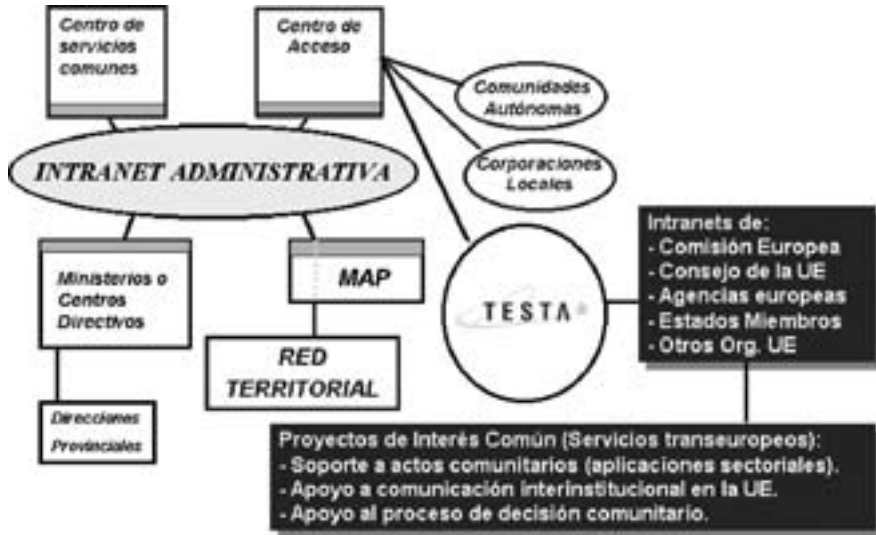 Centro de
servicios
comunes
Centro de
Acceso
Comunidades
Autónomas
Corporaciones
Locales
INTRANET ADMINISTRATIVA
Ministerios o
Centros
Directivos
MAP
RED
TERRITORIAL
Direcciones
Provinciales
TESTA®
Intranets de:
- Comisión Europea
- Consejo de la UE
- Agencias europeas
- Estados Miembros
- Otros Org. UE
Proyectos de Interés Común (Servicios transeuropeos):
- Soporte a actos comunitarios (aplicaciones sectoriales).
- Apoyo a comunicación interinstitucional en la UE.
- Apoyo al proceso de decisión comunitario.